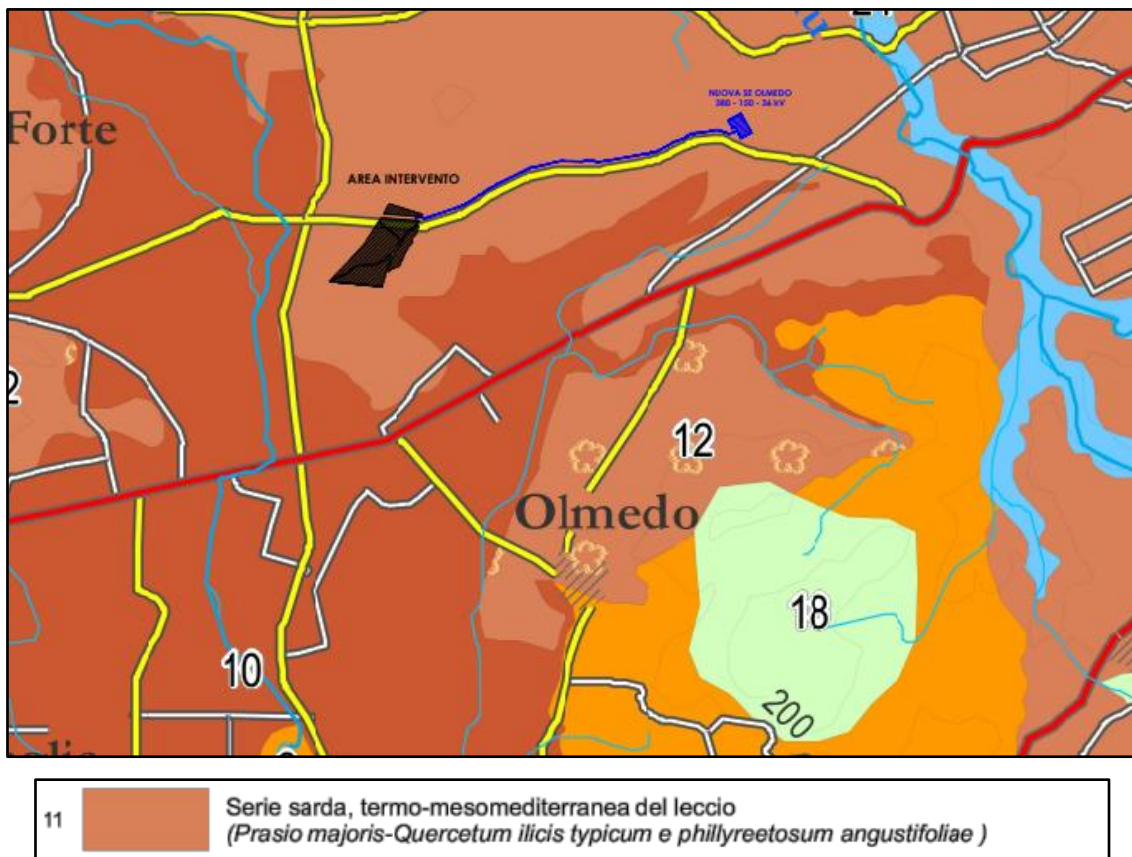 Forte
NUOVA SE OLMEDO
380 - 150 - 36 kV
AREA INTERVENTO
2
12
Olmedo
18
10
200
11
Serie sarda, termo-mesomediterranea del leccio
(Prasio majoris-Quercetum ilicis typicum e phillyreetosum angustifoliae )